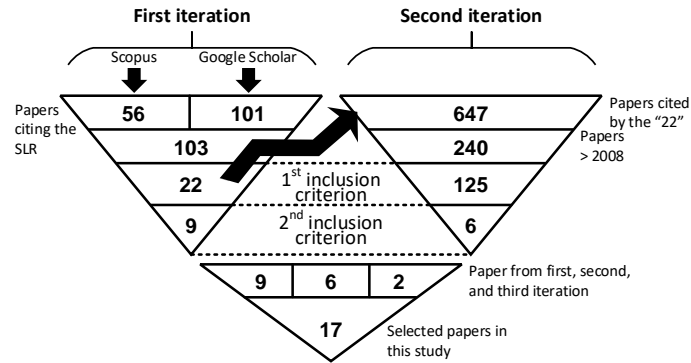 First iteration
Second iteration
Scopus
Google Scholar
Papers
citing the
SLR
56
101
103
22
9
647
240
125
6
Papers cited
by the “22”
Papers
> 2008
1st inclusion
criterion
2nd inclusion
criterion
9
6
2
17
Paper from first, second,
and third iteration
Selected papers in
this study